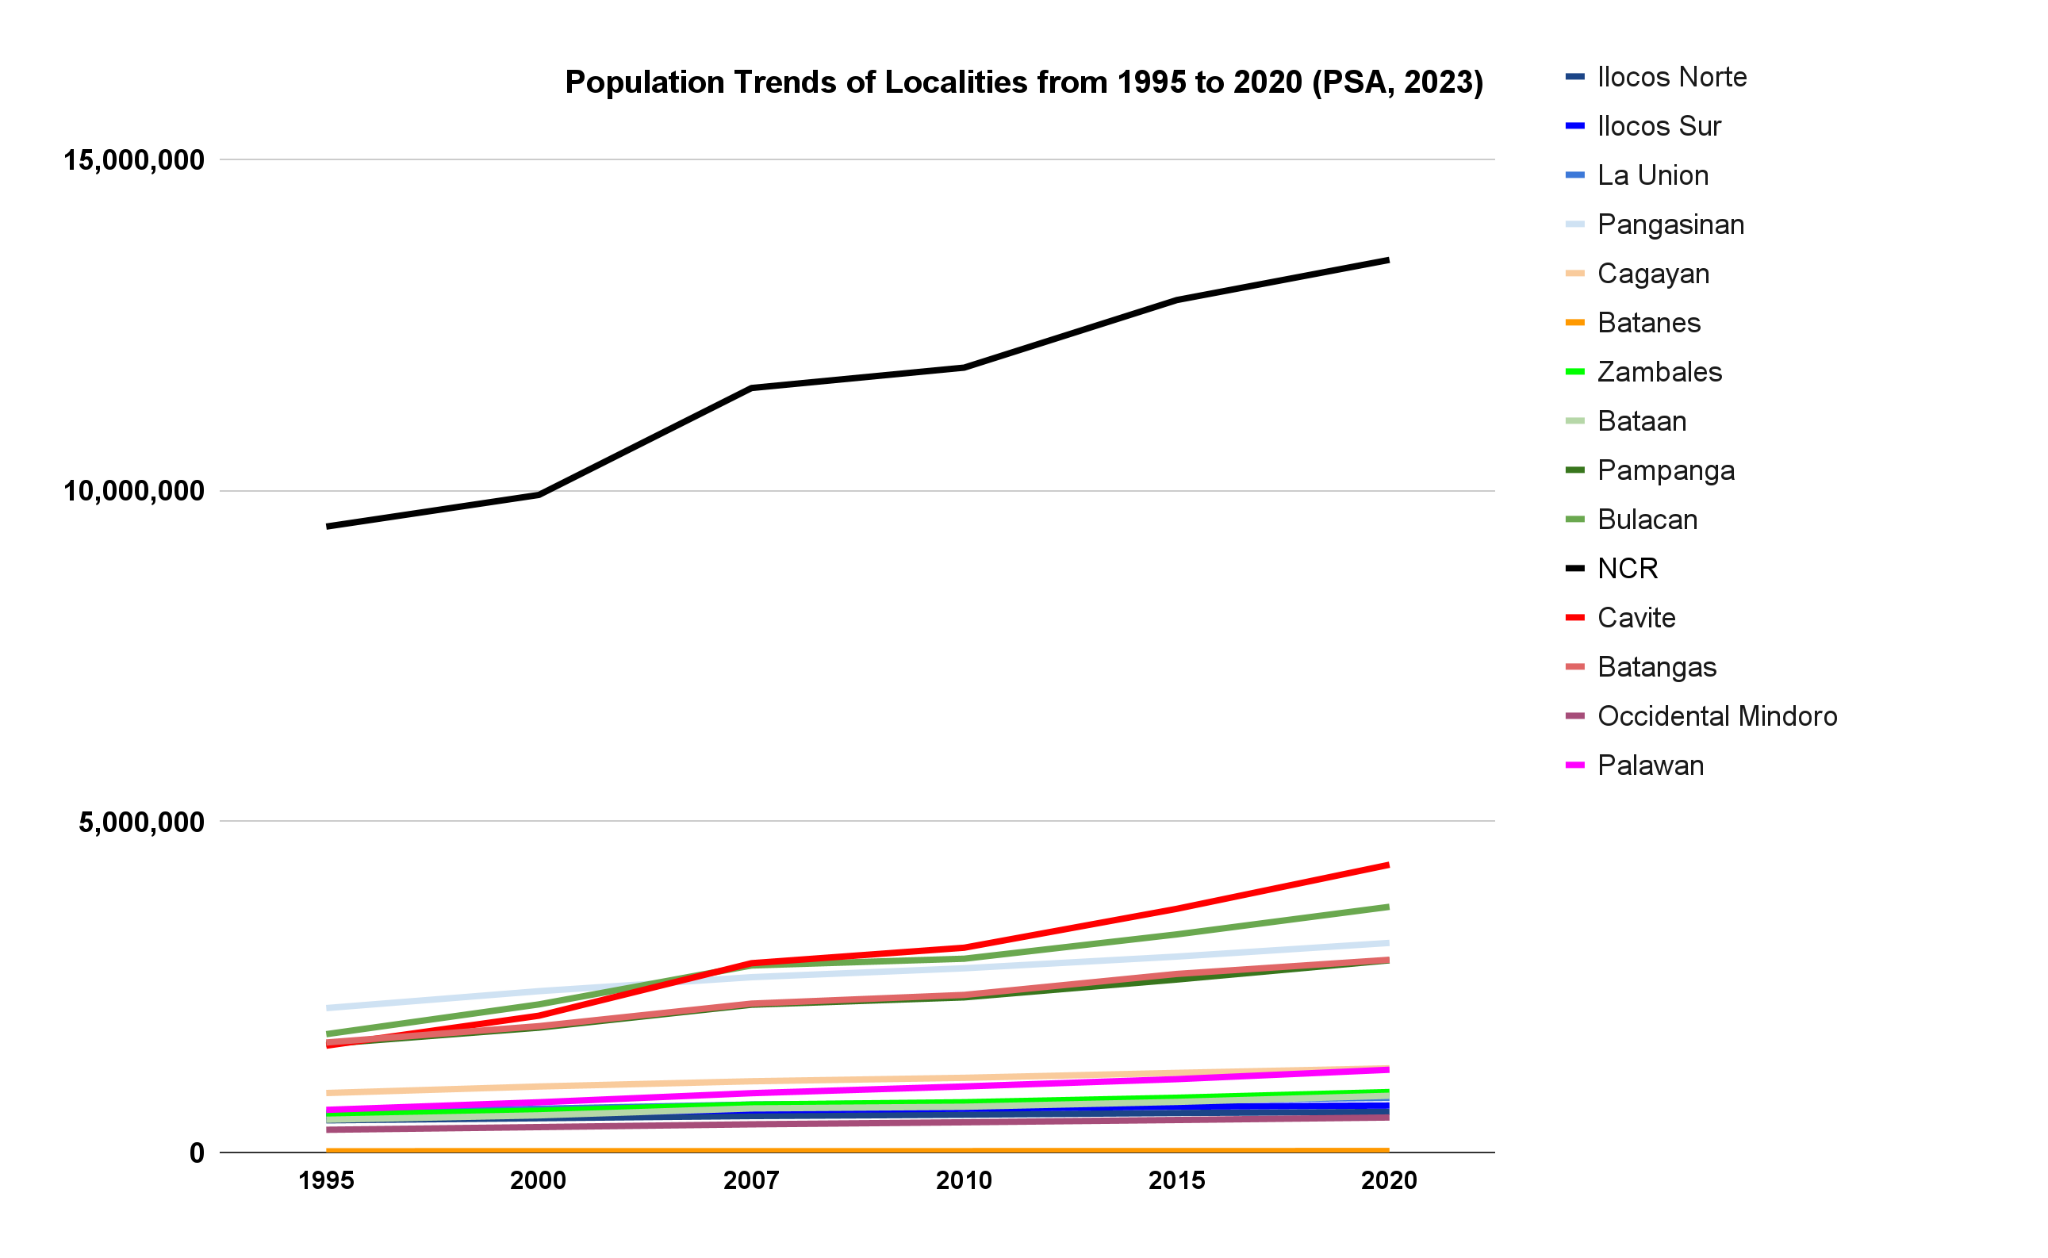 Population Trends of Localities from 1995 to 2020 (PSA, 2023)
15,000,000
10,000,000
5,000,000
0
1995 2000 2007 2010 2015 2020
Ilocos Norte
Ilocos Sur
La Union
Pangasinan
Cagayan
Batanes
Zambales
Bataan
Pampanga
Bulacan
NCR
Cavite
Batangas
Occidental Mindoro
Palawan